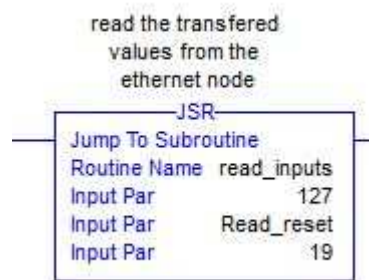 read the transfered
values from the
ethernet node
JSR
Jump To Subroutine
Routine Name read_inputs
Input Par 127
Input Par Read_reset
Input Par 19